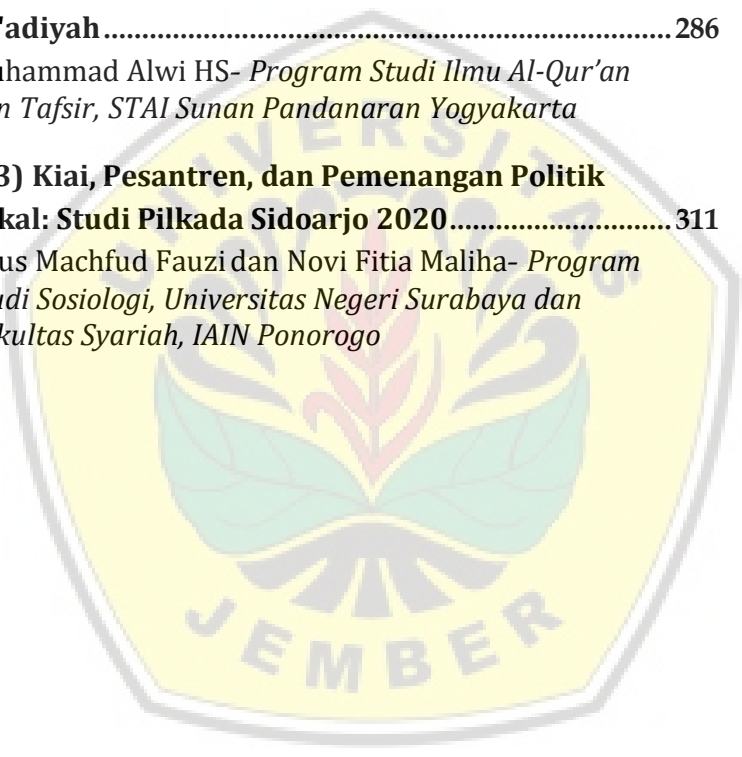 'adiyah.......................................................................... 286
uhammad Alwi HS- Program Studi Ilmu Al-Qur’an
n Tafsir, STAI Sunan Pandanaran Yogyakarta
3) Kiai, Pesantren, dan Pemenangan Politik
kal: Studi Pilkada Sidoarjo 2020............................. 311
us Machfud Fauzi dan Novi Fitia Maliha- Program
udi Sosiologi, Universitas Negeri Surabaya dan
kultas Syariah, IAIN Ponorogo
UNIVERSITAS
JEMBER